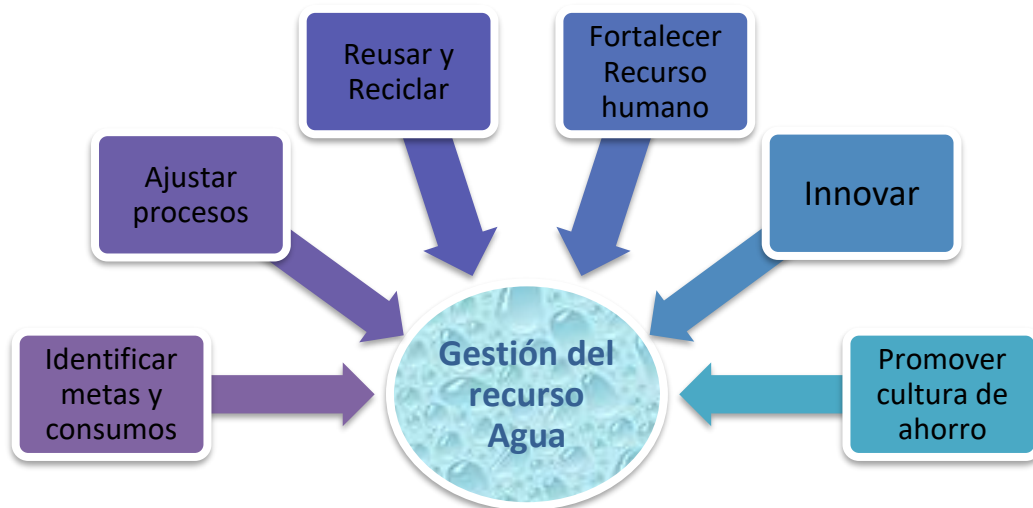 Identificar
metas y
consumos
Ajustar
procesos
Reusar y
Reciclar
Fortalecer
Recurso
humano
Innovar
Promover
cultura de
ahorro
Gestión del
recurso
Agua